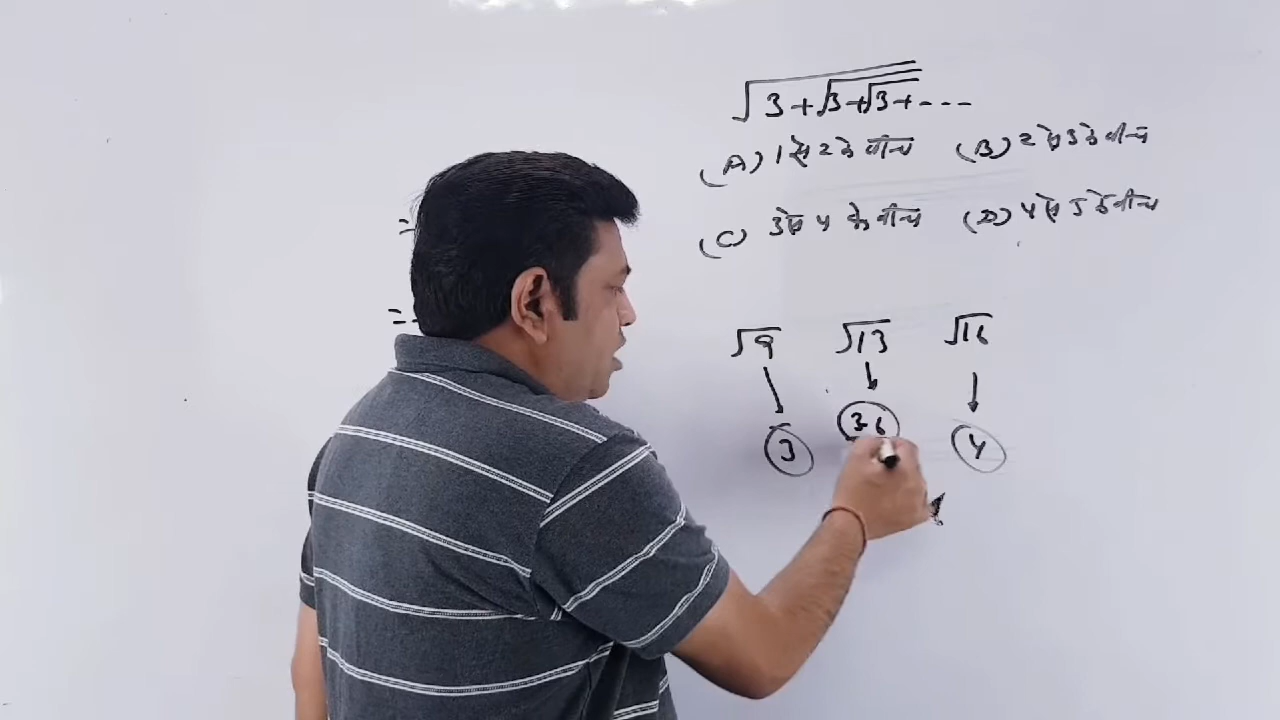 √3+√3+√3+----
(A) 1 से 2 के बीच (B) 2 से 3 के बीच
(C) 3 से 4 के बीच (D) 4 से 5 के बीच
=
√9 √13 √16
=
3 3.6 4